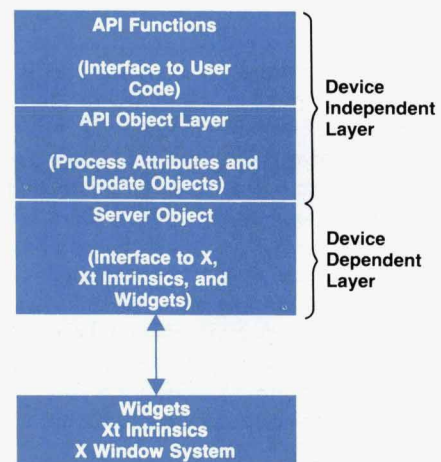 API Functions
(Interface to User
Code)
API Object Layer
(Process Attributes and
Update Objects)
Server Object
(Interface to X,
Xt Intrinsics, and
Widgets)
Device
Independent
Layer
Device
Dependent
Layer
Widgets
Xt Intrinsics
X Window System